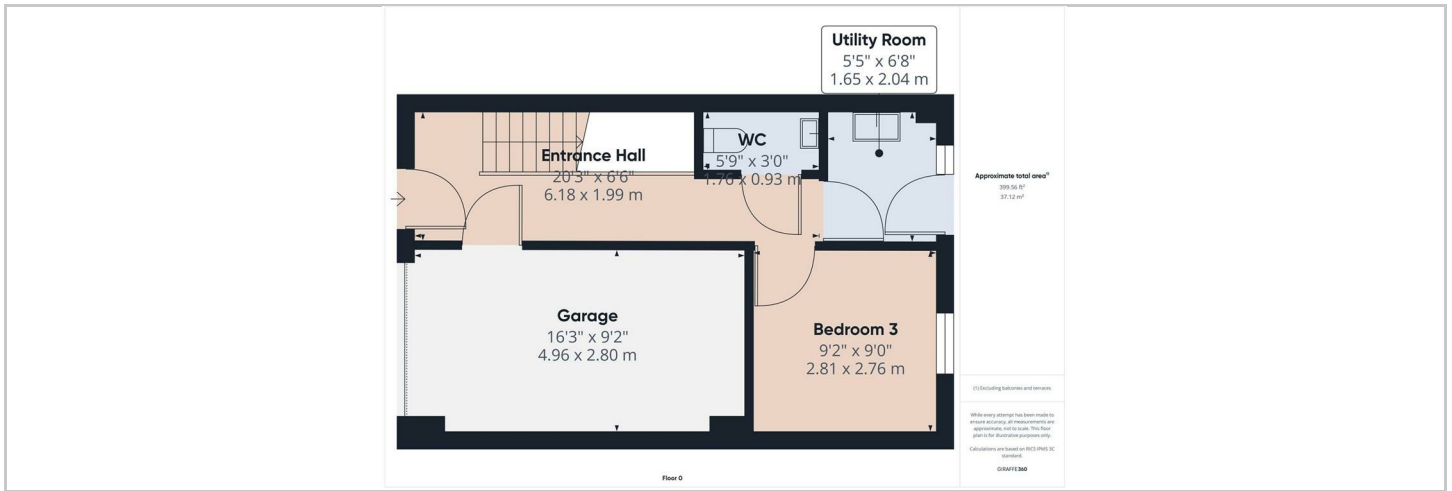 Utility Room
5'5" x 6'8"
1.65 x 2.04 m
WC
5'9" x 3'0"
1.76 x 0.93 m
Entrance Hall
20'3" x 6'6"
6.18 x 1.99 m
Garage
16'3" x 9'2"
4.96 x 2.80 m
Bedroom 3
9'2" x 9'0"
2.81 x 2.76 m
Floor 0
Approximate total area⁽¹⁾
399.56 ft²
37.12 m²
(1) Excluding balconies and terraces
While every attempt has been made to
ensure accuracy, all measurements are
approximate, not to scale. This floor
plan is for illustrative purposes only.
Calculations are based on RICS IPMS 3C
standard.
GIRAFFE360